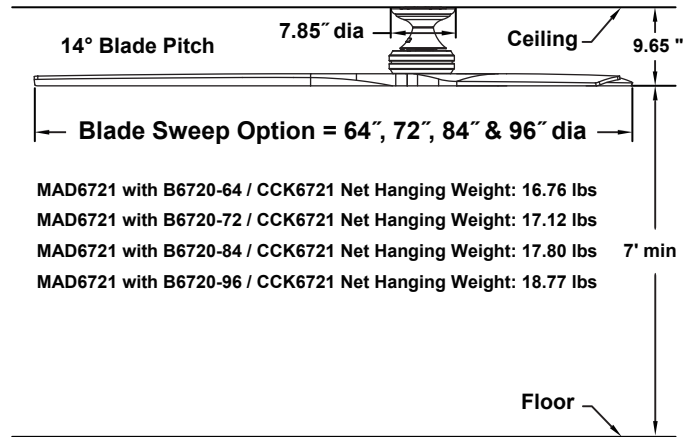 7.85″ dia
Ceiling
14° Blade Pitch
9.65 "
Blade Sweep Option = 64″, 72″, 84″ & 96″ dia
MAD6721 with B6720-64 / CCK6721 Net Hanging Weight: 16.76 lbs
MAD6721 with B6720-72 / CCK6721 Net Hanging Weight: 17.12 lbs
MAD6721 with B6720-84 / CCK6721 Net Hanging Weight: 17.80 lbs
7' min
MAD6721 with B6720-96 / CCK6721 Net Hanging Weight: 18.77 lbs
Floor